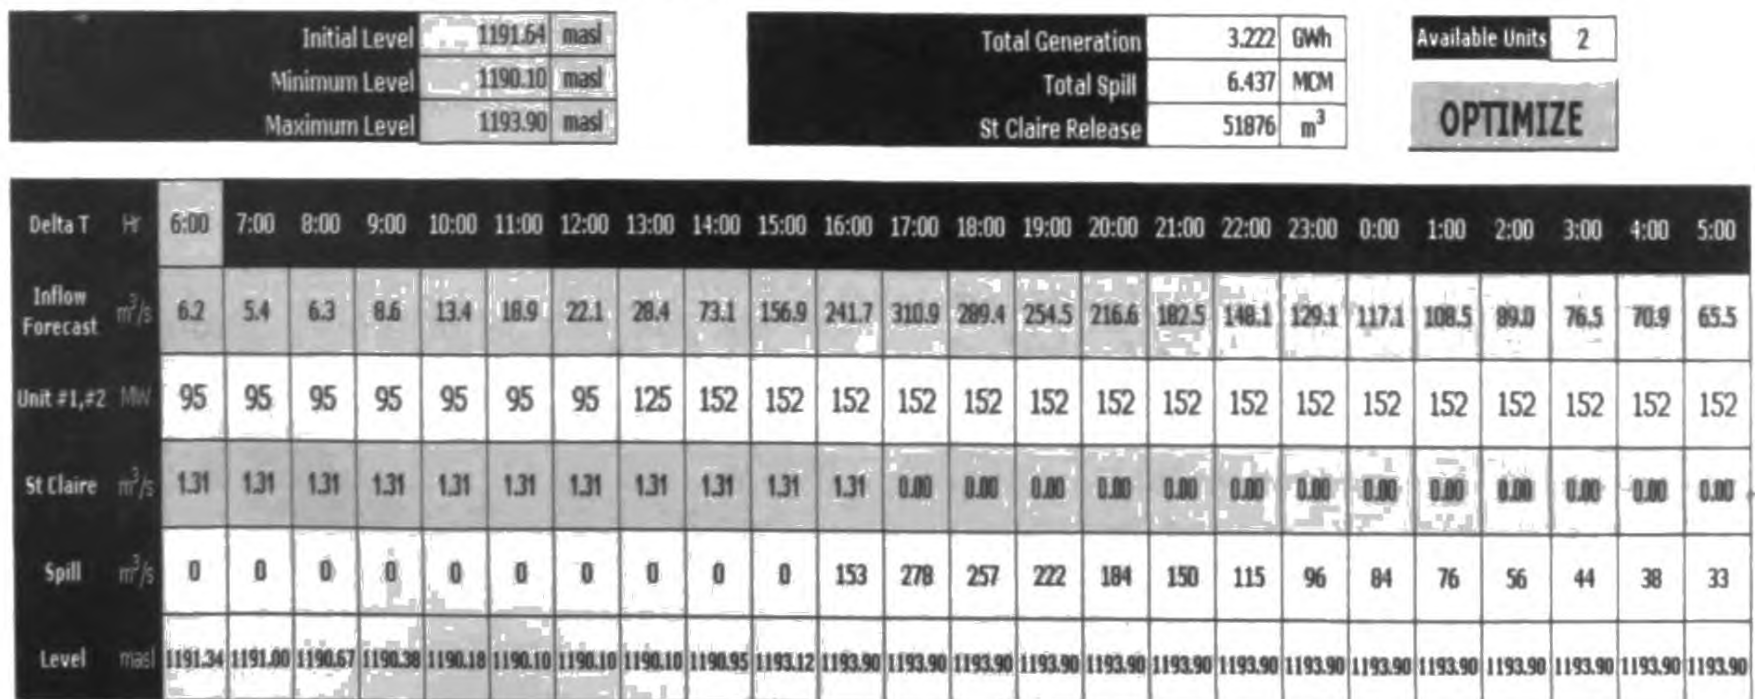 Initial Level 1191.64 masl
Minimum Level 1190.10 masl
Maximum Level 1193.90 masl
Total Generation 3.222 GWh
Total Spill 6.437 MCM
St Claire Release 51876 m³
Available Units 2
OPTIMIZE
Delta T Hr 6:00 7:00 8:00 9:00 10:00 11:00 12:00 13:00 14:00 15:00 16:00 17:00 18:00 19:00 20:00 21:00 22:00 23:00 0:00 1:00 2:00 3:00 4:00 5:00
Inflow
Forecast m³/s 6.2 5.4 6.3 8.6 13.4 18.9 22.1 28.4 73.1 156.9 241.7 310.9 289.4 254.5 216.6 182.5 148.1 129.1 117.1 108.5 89.0 76.5 70.9 65.5
Unit #1,#2 MW 95 95 95 95 95 95 95 125 152 152 152 152 152 152 152 152 152 152 152 152 152 152 152 152
St Claire m³/s 1.31 1.31 1.31 1.31 1.31 1.31 1.31 1.31 1.31 1.31 1.31 0.00 0.00 0.00 0.00 0.00 0.00 0.00 0.00 0.00 0.00 0.00 0.00 0.00
Spill m³/s 0 0 0 0 0 0 0 0 0 0 153 278 257 222 184 150 115 96 84 76 56 44 38 33
Level masl 1191.34 1191.00 1190.67 1190.38 1190.18 1190.10 1190.10 1190.10 1190.95 1193.12 1193.90 1193.90 1193.90 1193.90 1193.90 1193.90 1193.90 1193.90 1193.90 1193.90 1193.90 1193.90 1193.90 1193.90